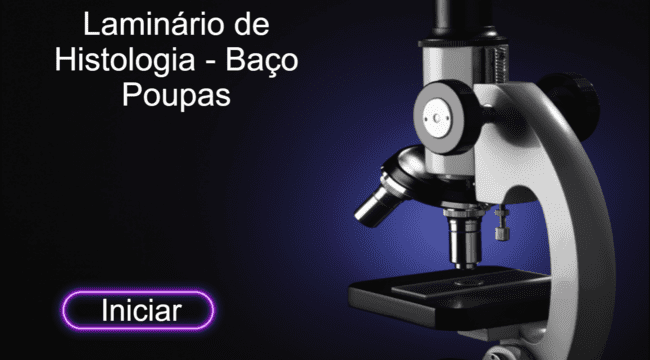 Laminário de
Histologia - Baço
Poupas
Iniciar